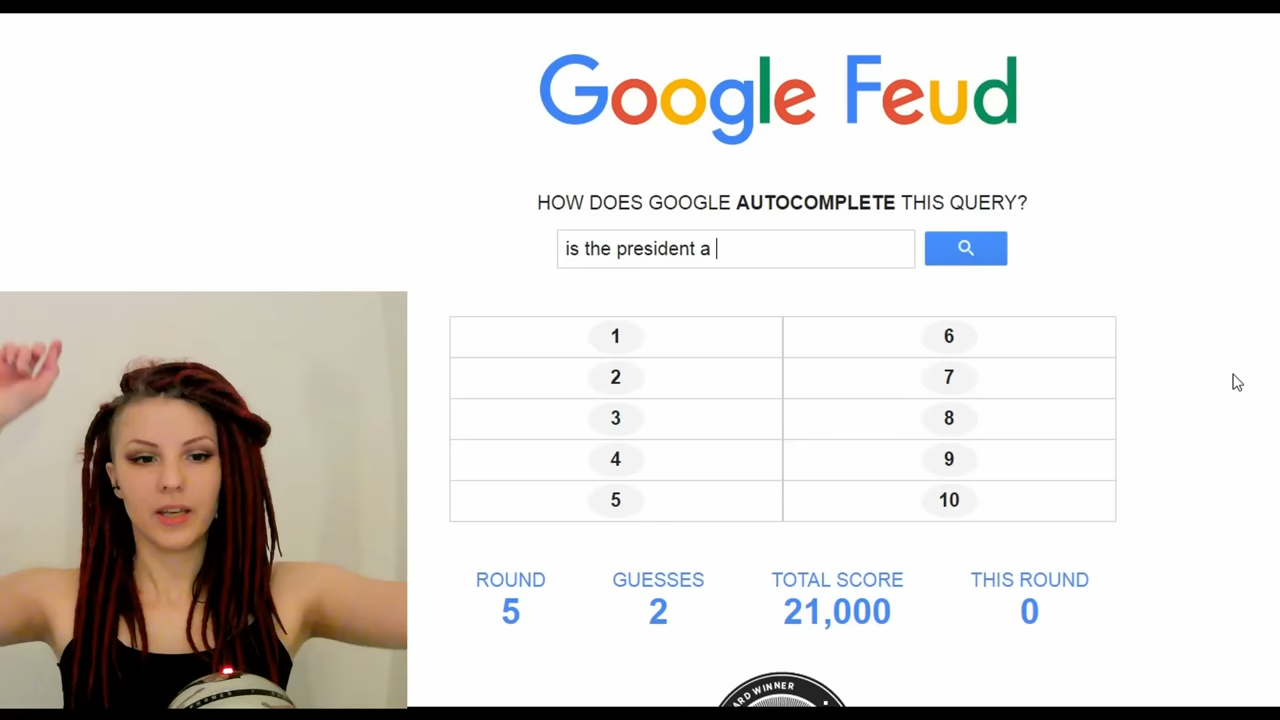 Google Feud
HOW DOES GOOGLE AUTOCOMPLETE THIS QUERY?
is the president a
1 6
2 7
3 8
4 9
5 10
ROUND GUESSES TOTAL SCORE THIS ROUND
5 2 21,000 0
WINNER